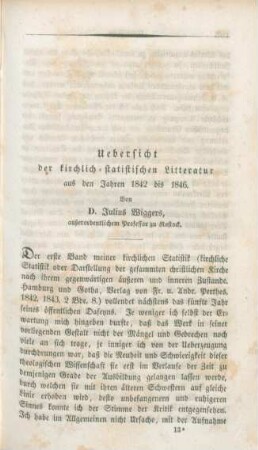 Uebersicht
der kirchlich-statistischen Litteratur
aus den Jahren 1842 bis 1846.
Von
D. Julius Wiggers,
außerordentlichem Professor zu Rostock.
Der erste Band meiner kirchlichen Statistik (kirchliche
Statistik oder Darstellung der gesammten christlichen Kirche
nach ihrem gegenwärtigen äußeren und inneren Zustande.
Hamburg und Gotha, Verlag von Fr. u. Andr. Perthes.
1842, 1843, 2 Bde. 8.) vollendet nächstens das fünfte Jahr
seines öffentlichen Daseyns. Je weniger ich selbst der Er-
wartung mich hingeben durfte, daß das Werk in seiner
vorliegenden Gestalt nicht der Mängel und Gebrechen noch
viele an sich trage, je inniger ich von der Ueberzeugung
durchdrungen war, daß die Neuheit und Schwierigkeit dieser
theologischen Wissenschaft sie erst im Verlaufe der Zeit zu
demjenigen Grade der Ausbildung gelangen lassen werde,
durch welchen sie mit ihren älteren Schwestern auf gleiche
Linie erhoben wird, desto unbefangeneren und ruhigeren
Sinnes konnte ich der Stimme der Kritik entgegensehen.
Ich habe im Allgemeinen nicht Ursache, mit der Aufnahme
13*